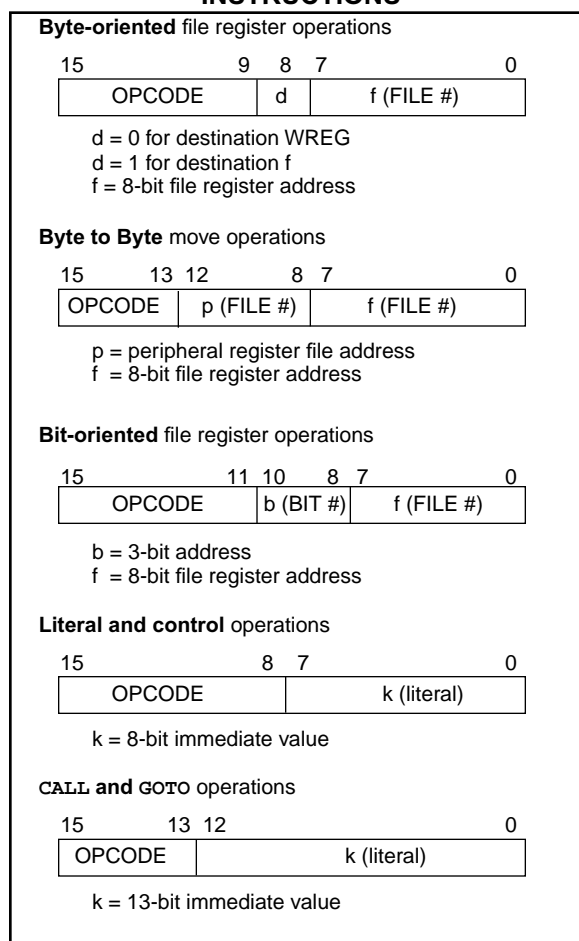 INSTRUCTIONS
Byte-oriented file register operations
15 9 8 7 0
OPCODE d f (FILE #)
d = 0 for destination WREG
d = 1 for destination f
f = 8-bit file register address
Byte to Byte move operations
15 13 12 8 7 0
OPCODE p (FILE #) f (FILE #)
p = peripheral register file address
f = 8-bit file register address
Bit-oriented file register operations
15 11 10 8 7 0
OPCODE b (BIT #) f (FILE #)
b = 3-bit address
f = 8-bit file register address
Literal and control operations
15 8 7 0
OPCODE k (literal)
k = 8-bit immediate value
CALL and GOTO operations
15 13 12 0
OPCODE k (literal)
k = 13-bit immediate value